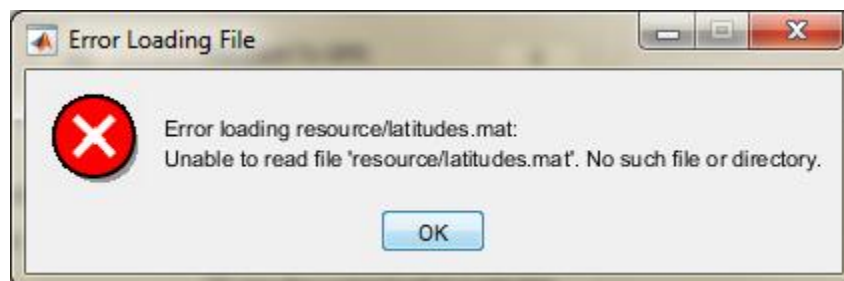 Error Loading File
Error loading resource/latitudes.mat:
Unable to read file 'resource/latitudes.mat'. No such file or directory.
OK